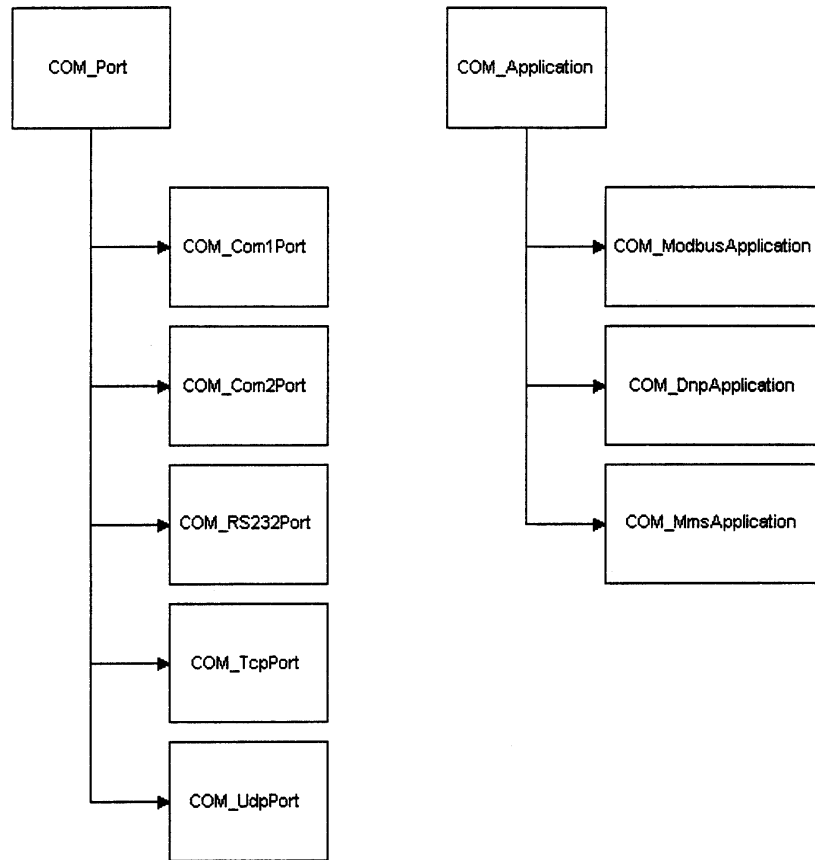 COM_Port
COM_Com1Port
COM_Com2Port
COM_RS232Port
COM_TcpPort
COM_UdpPort
COM_Application
COM_ModbusApplication
COM_DnpApplication
COM_MmsApplication